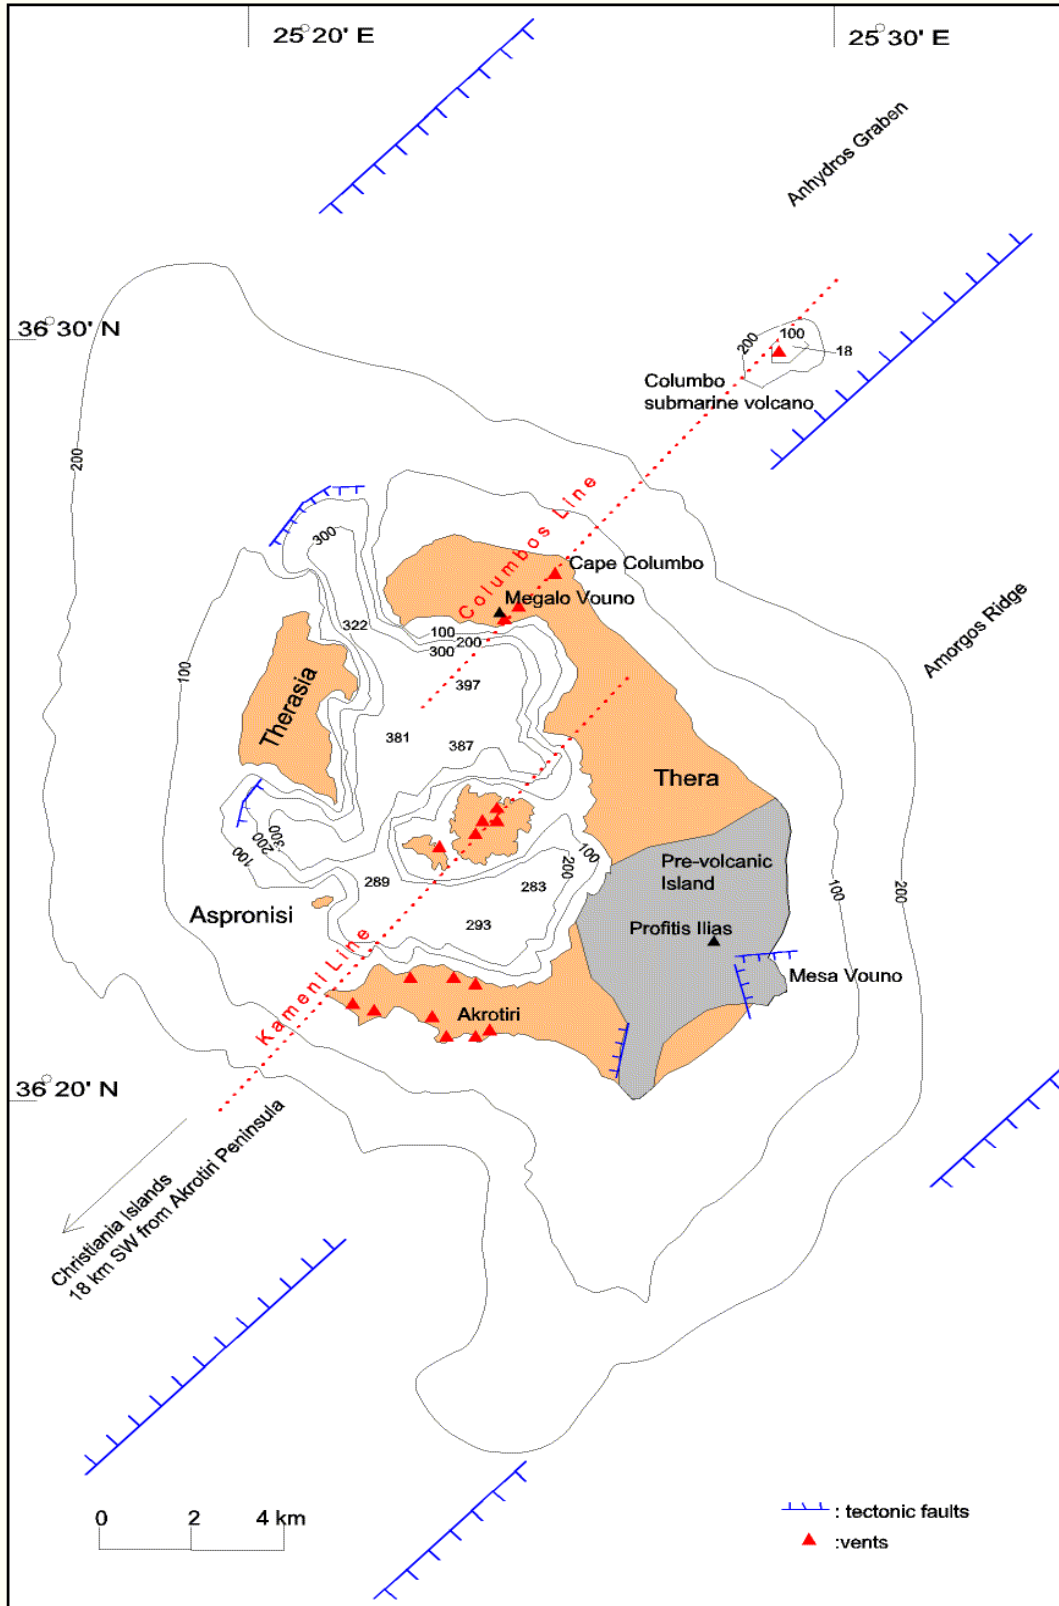 25° 20' E
25° 30' E
Anhydros Graben
36° 30' N
200
100
18
Columbo
submarine volcano
200
300
Columbos Line
Cape Columbo
Megalo Vouno
322
100
200
300
Amorgos Ridge
100
397
Therasia
381
387
Thera
300
200
100
100
200
Pre-volcanic
Island
289
283
100
200
Aspronisi
293
Profitis Ilias
Kameni Line
Mesa Vouno
Akrotiri
36° 20' N
Christiania Islands
18 km SW from Akrotiri Peninsula
0 2 4 km
: tectonic faults
:vents